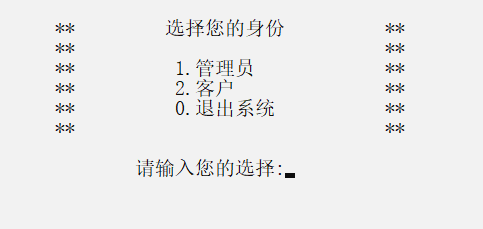 ** 选择您的身份 **
** **
** 1.管理员 **
** 2.客户 **
** 0.退出系统 **
** **
请输入您的选择: